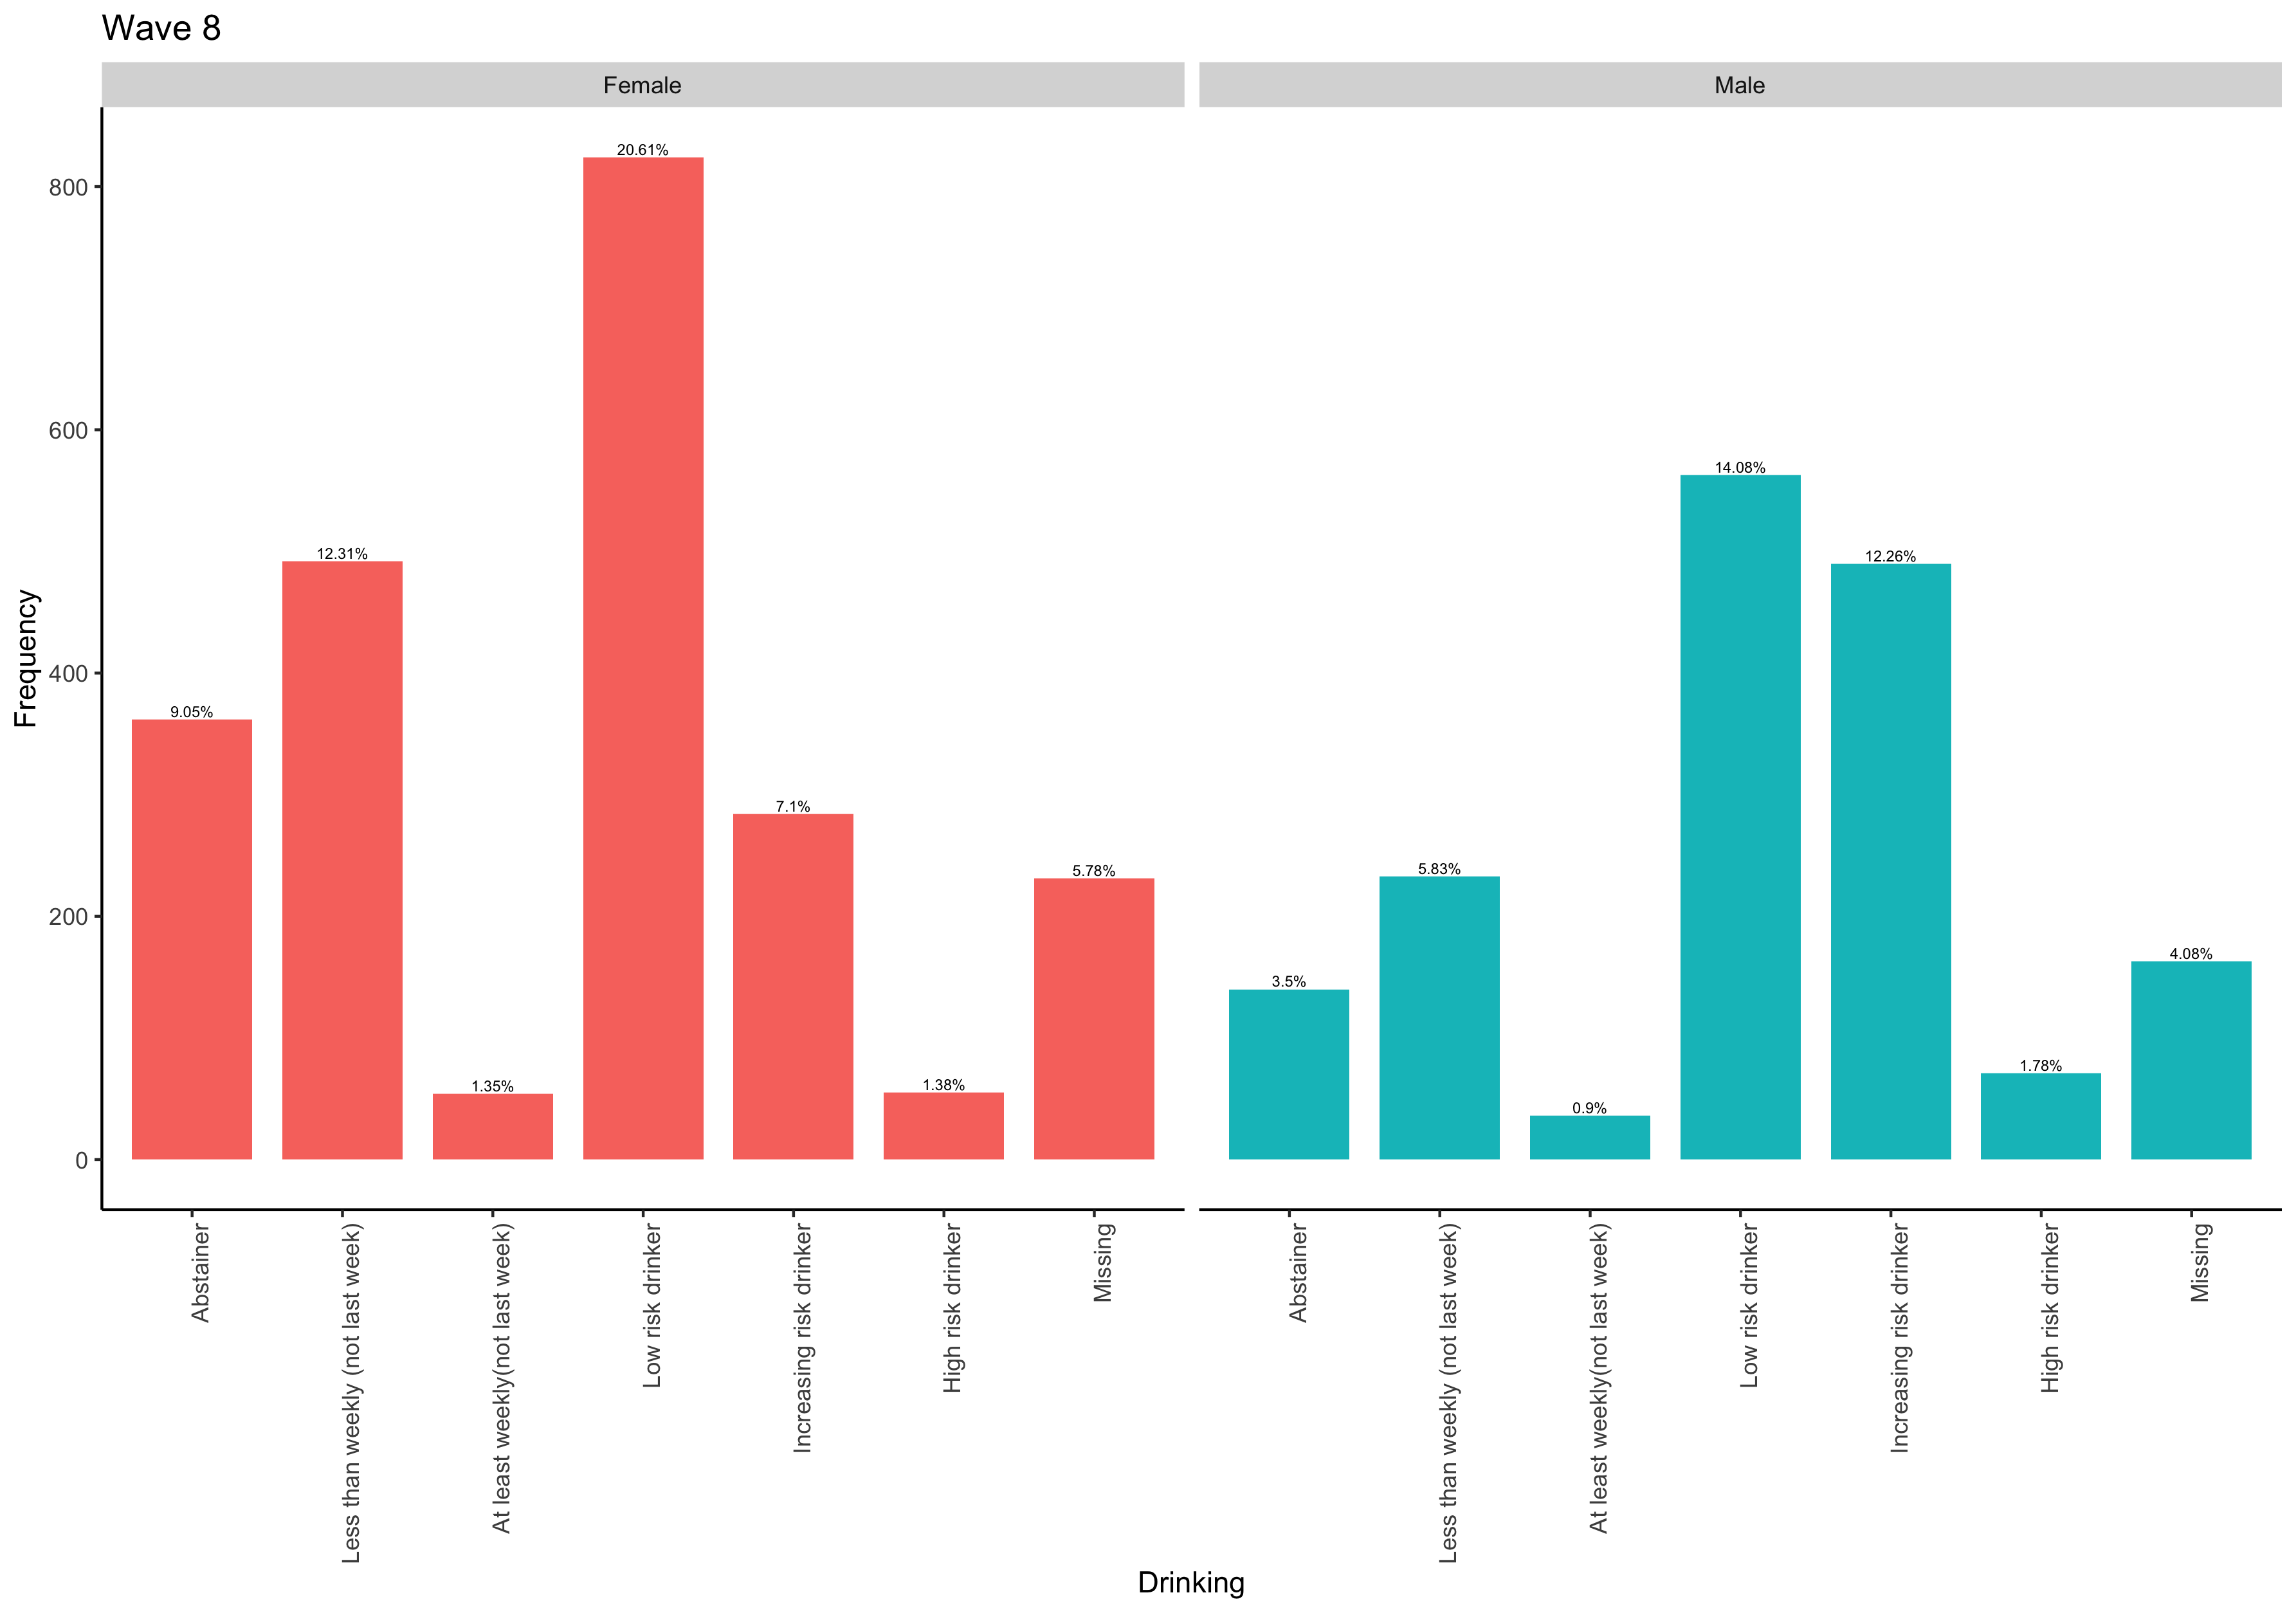 Wave 8
Female
Male
Frequency
800
600
400
200
0
9.05%
12.31%
1.35%
20.61%
7.1%
1.38%
5.78%
3.5%
5.83%
0.9%
14.08%
12.26%
1.78%
4.08%
Abstainer
Less than weekly (not last week)
At least weekly(not last week)
Low risk drinker
Increasing risk drinker
High risk drinker
Missing
Abstainer
Less than weekly (not last week)
At least weekly(not last week)
Low risk drinker
Increasing risk drinker
High risk drinker
Missing
Drinking